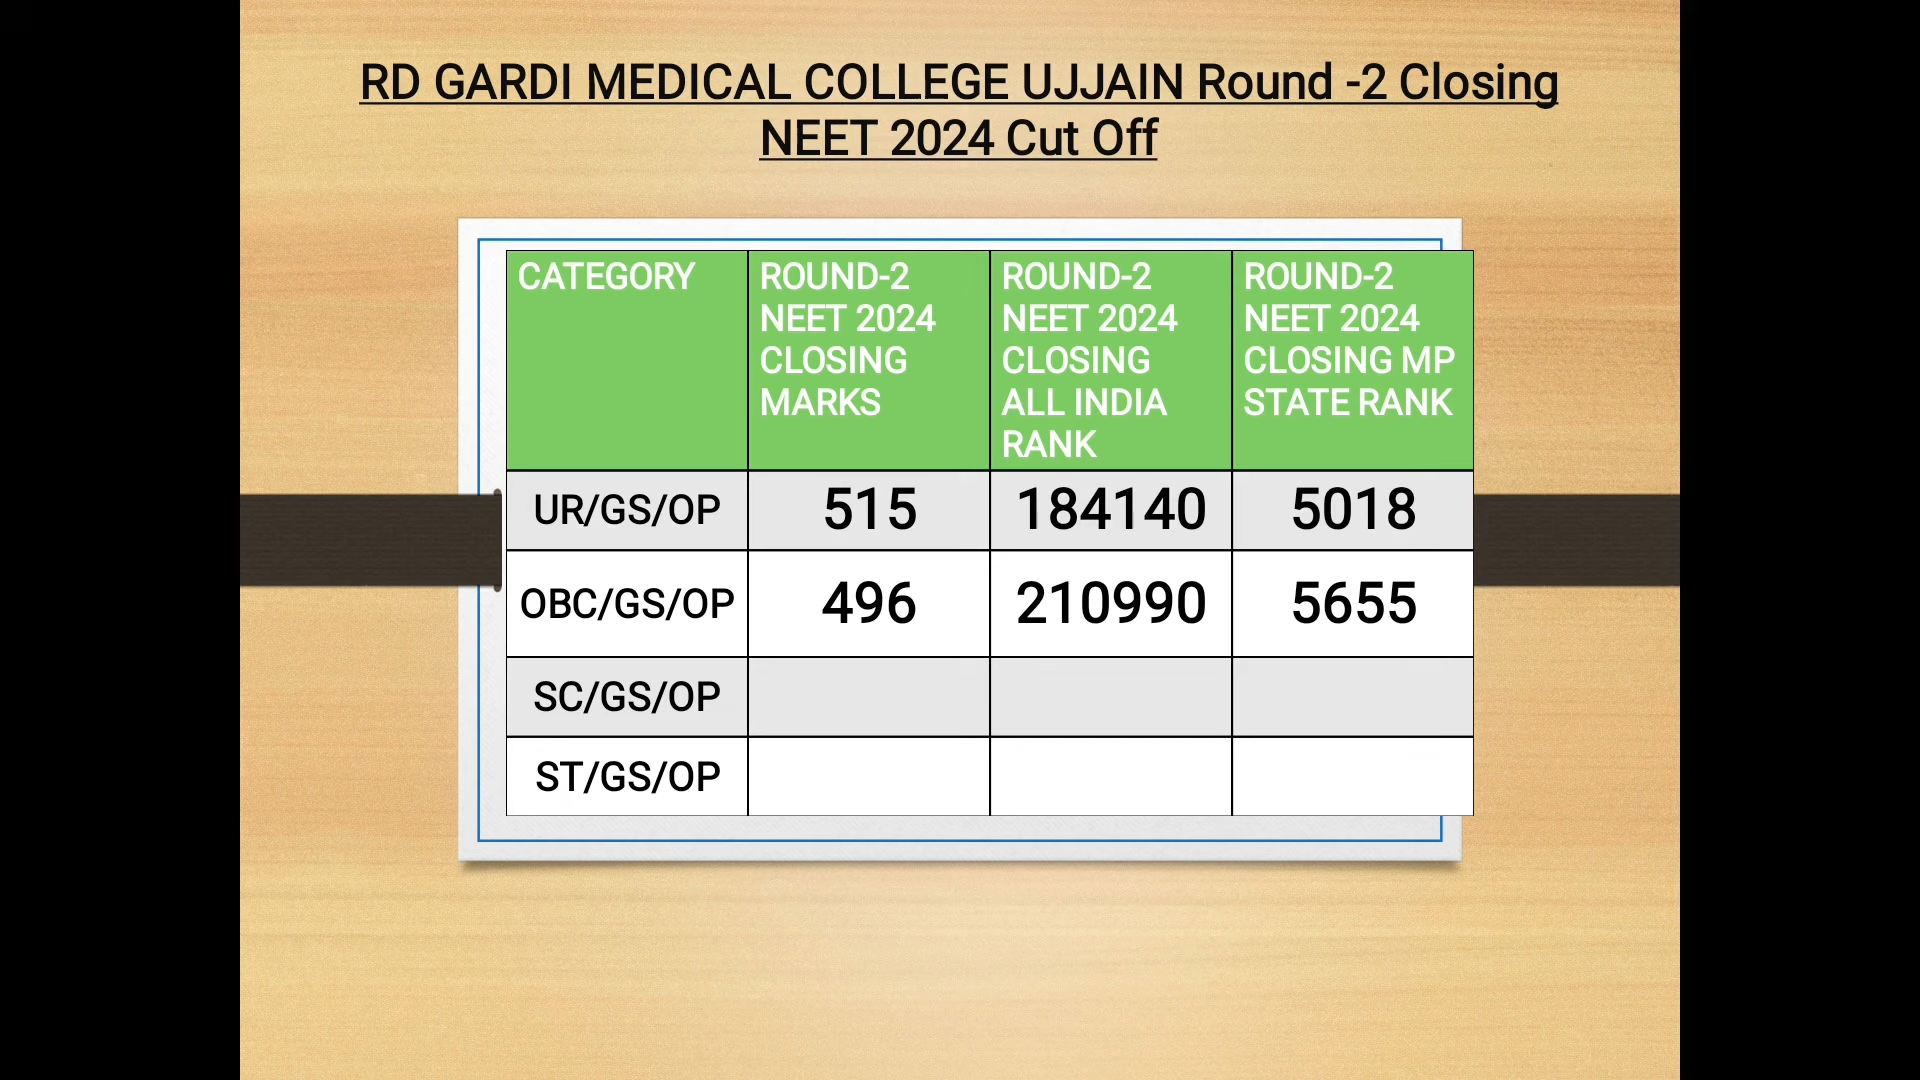 RD GARDI MEDICAL COLLEGE UJJAIN Round -2 Closing
NEET 2024 Cut Off
CATEGORY
ROUND-2
NEET 2024
CLOSING
MARKS
ROUND-2
NEET 2024
CLOSING
ALL INDIA
RANK
ROUND-2
NEET 2024
CLOSING MP
STATE RANK
UR/GS/OP 515 184140 5018
OBC/GS/OP 496 210990 5655
SC/GS/OP
ST/GS/OP